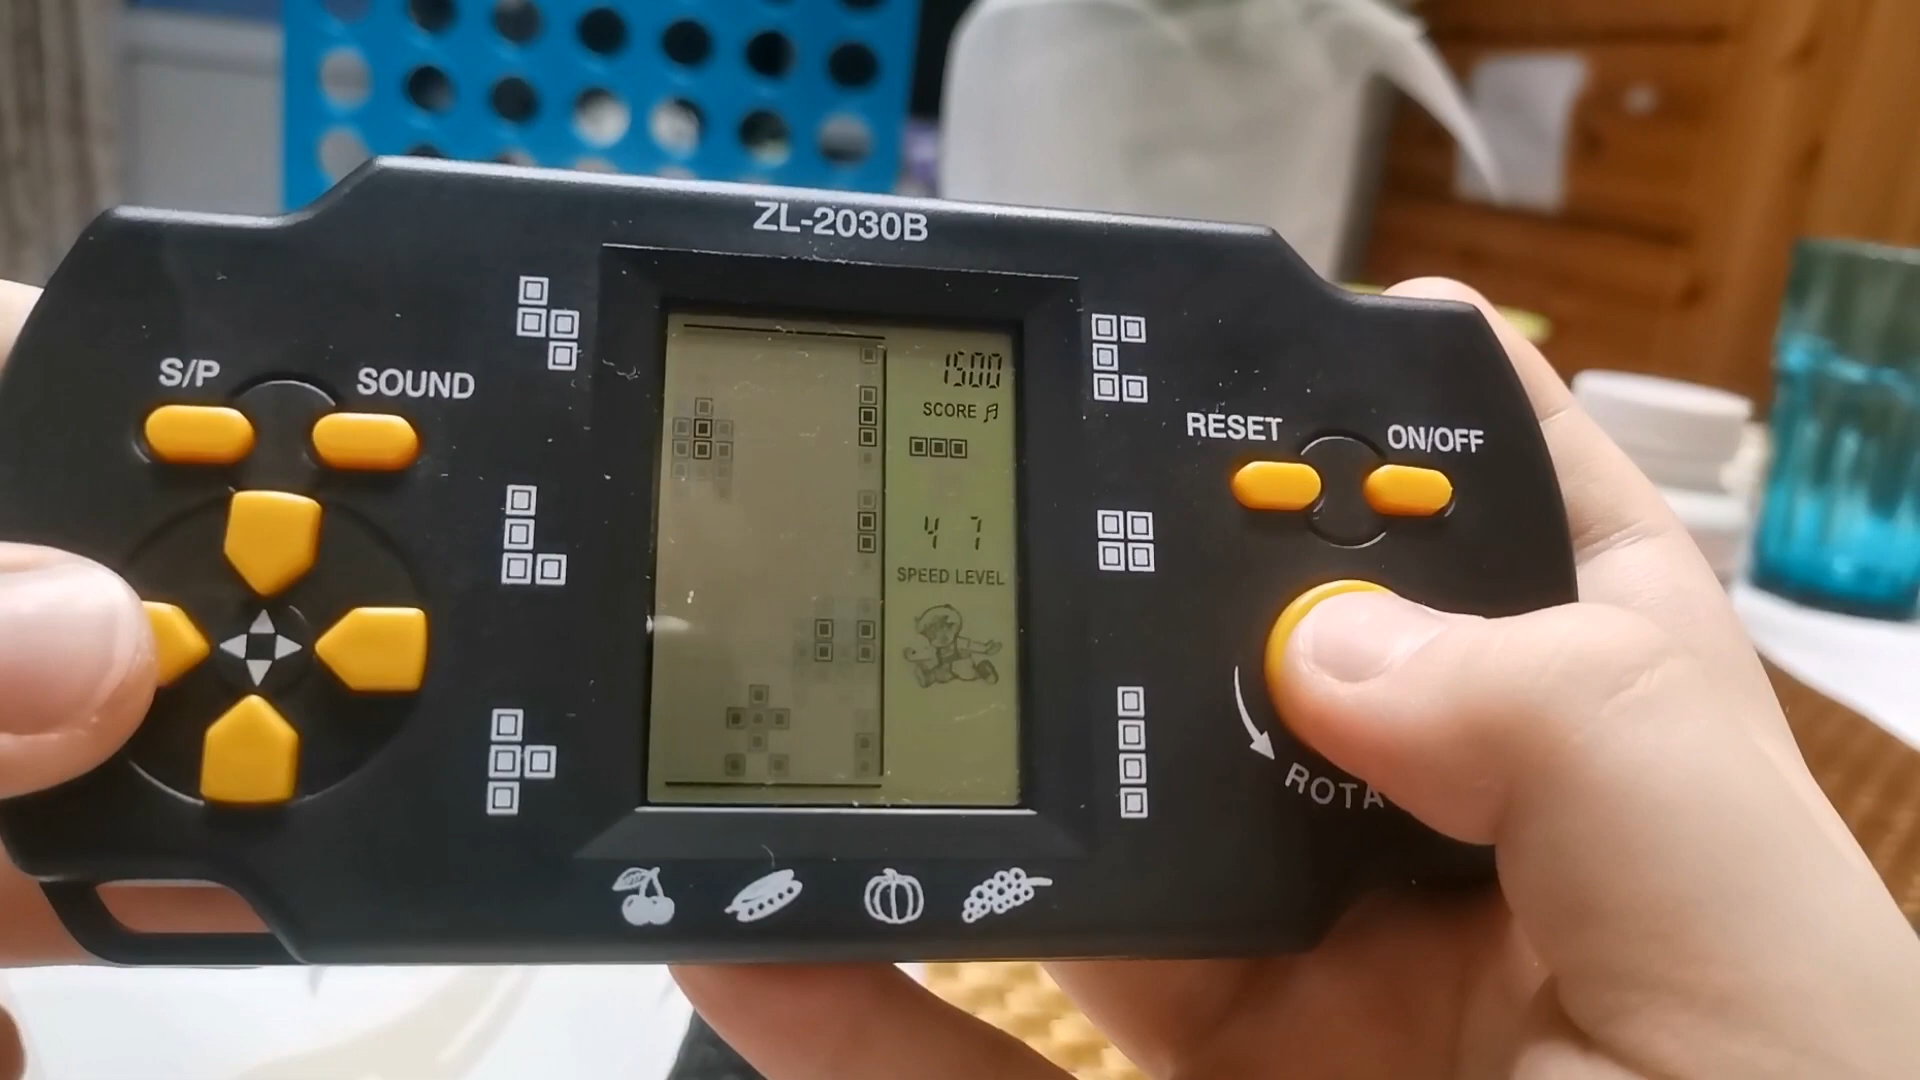 ZL-2030B
S/P
SOUND
1500
SCORE
4 7
SPEED LEVEL
RESET
ON/OFF
ROTA